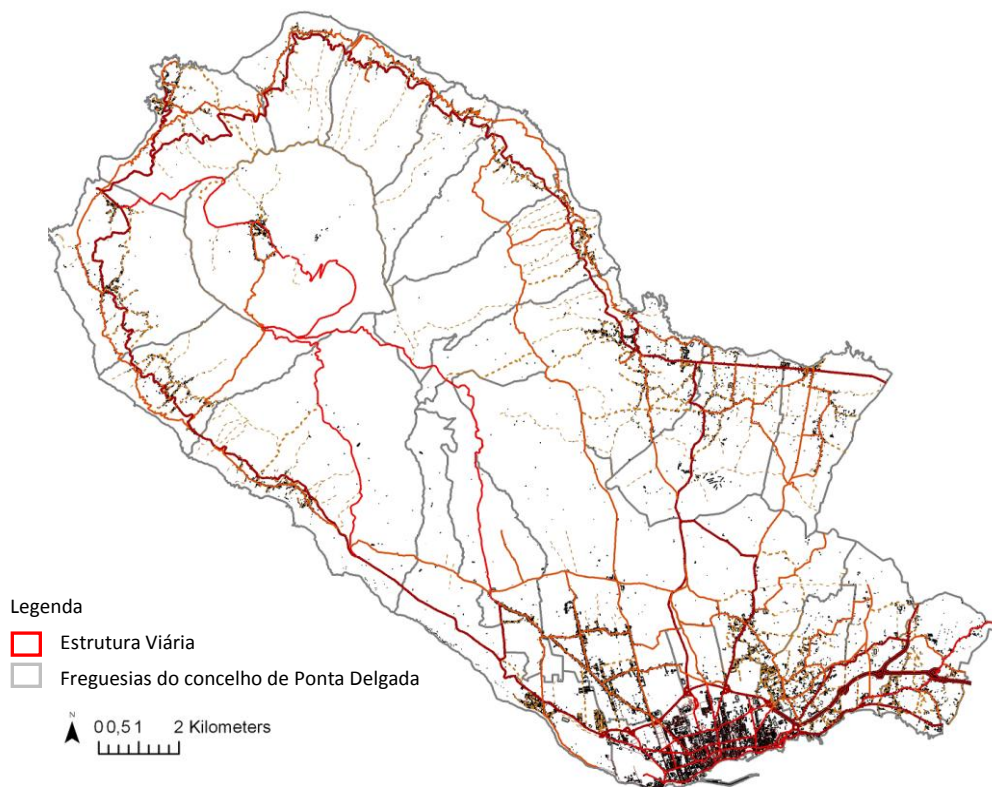 Legenda
Estrutura Viária
Freguesias do concelho de Ponta Delgada
N
0 0,5 1 2 Kilometers